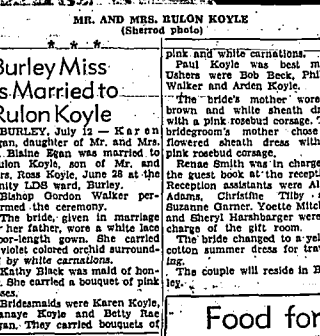 MR. AND MRS. RULON KOYLE
(Sherrod photo)
* * *
Burley Miss
s Married to
Rulon Koyle
BURLEY, July 12 — Karen
gan, daughter of Mr. and Mrs.
Blaine Egan was married to
ulon Koyle, son of Mr. and
rs. Ross Koyle, June 28 at the
nity LDS ward, Burley.
Bishop Gordon Walker per-
ormed the ceremony.
The bride, given in marriage
her father, wore a white lace
oor-length gown. She carried
violet colored orchid surround-
d by white carnations.
Kathy Black was maid of hon-
. She carried a bouquet of pink
ses.
Bridesmaids were Karen Koyle,
anaye Koyle and Betty Rae
gan. They carried bouquets of
pink and white carnations.
Paul Koyle was best m
Ushers were Bob Beck, Phi
Walker and Arden Koyle.
The bride's mother wore
brown and white sheath dr
with a pink rosebud corsage. T
bridegroom's mother chose
flowered sheath dress with
pink rosebud corsage.
Renae Smith was in charge
the guest book at the recepti
Reception assistants were Al
Adams, Christine Tilby
Suzanne Garner. Yvette Mitch
and Sheryl Harshbarger were
charge of the gift room.
The bride changed to a yel
cotton summer dress for trav
ing.
The couple will reside in B
ley.
Food for